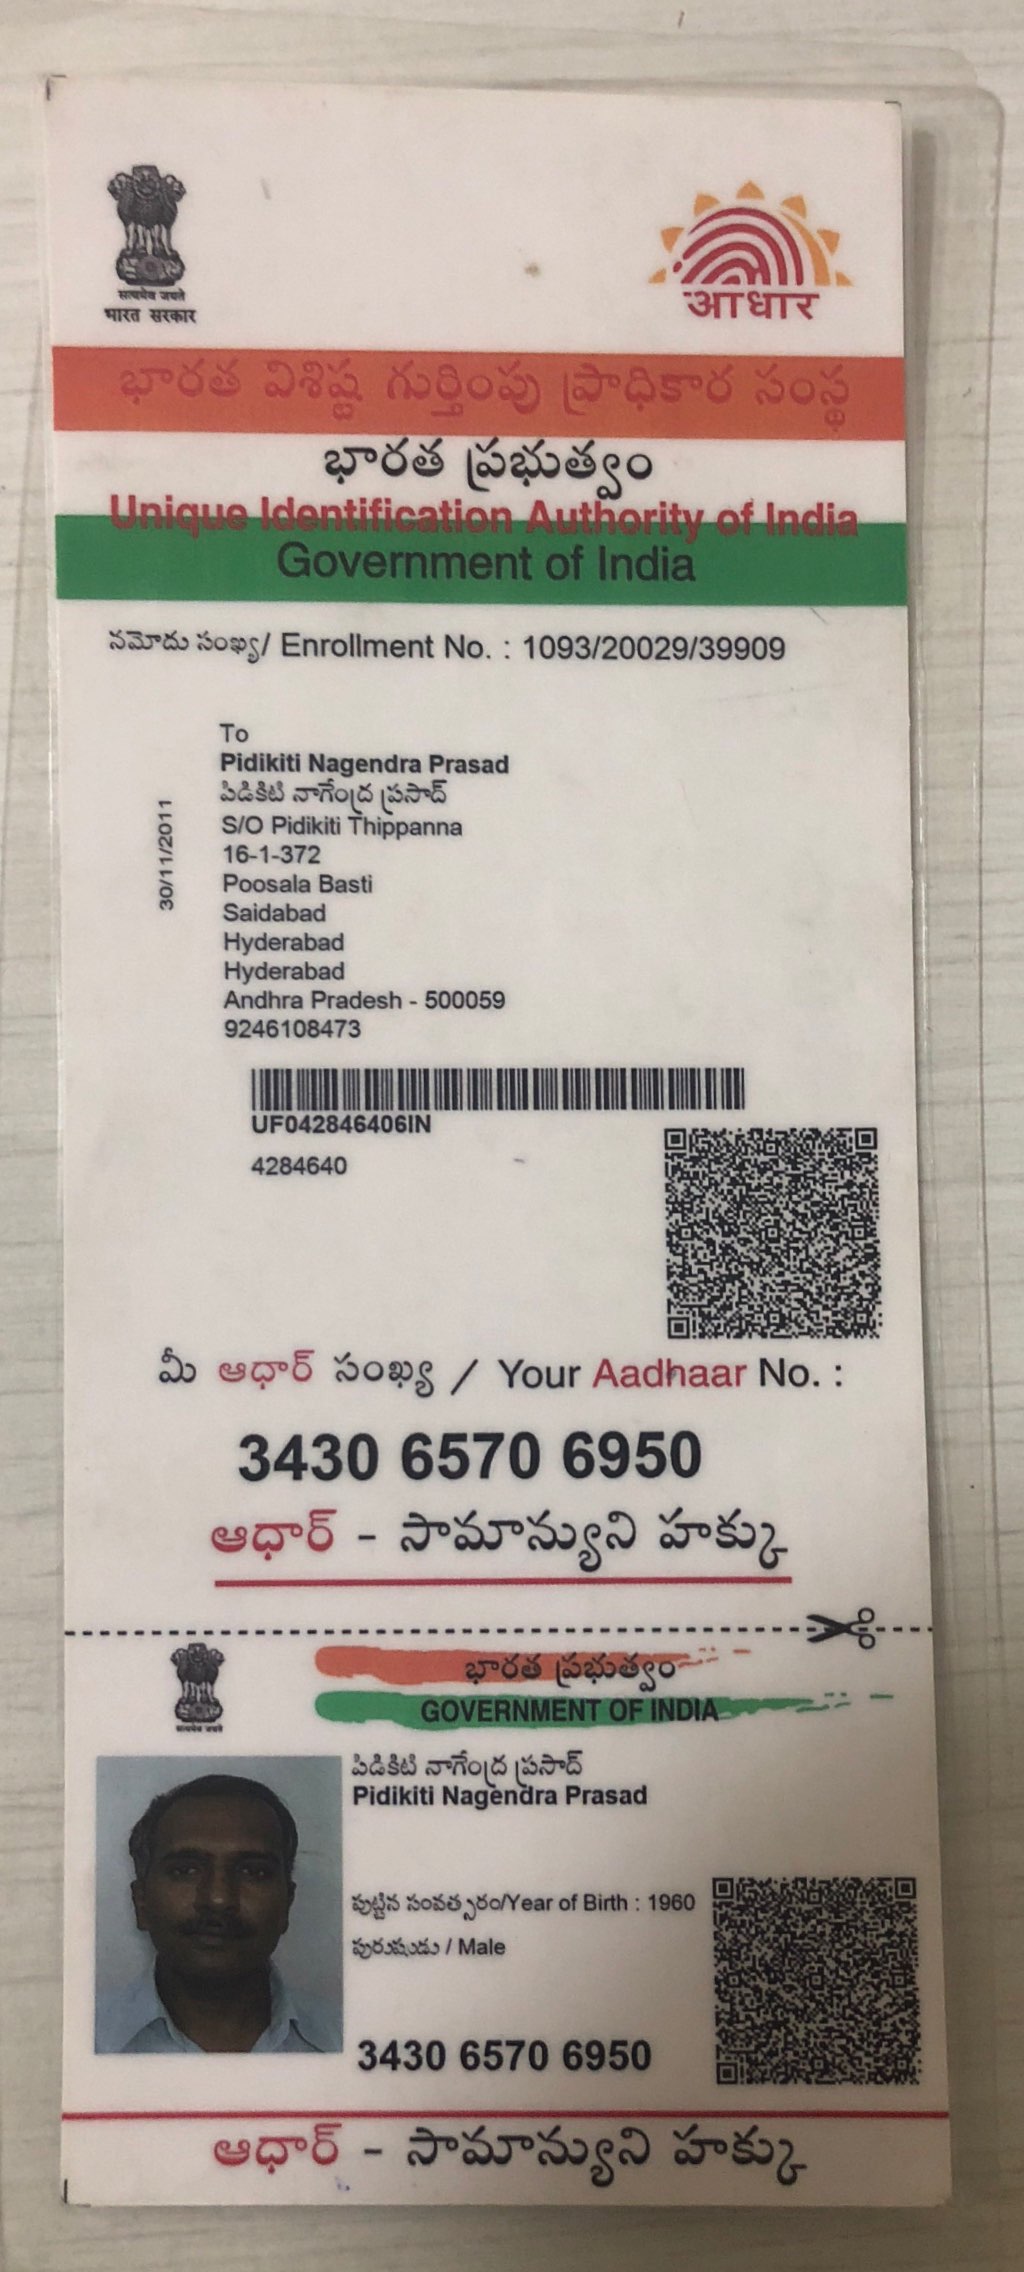 सत्यमेव जयते
भारत सरकार
आधार
భారత విశిష్ట గుర్తింపు ప్రాధికార సంస్థ
భారత ప్రభుత్వం
Unique Identification Authority of India
Government of India
నమోదు సంఖ్య/ Enrollment No. : 1093/20029/39909
30/11/2011
To
Pidikiti Nagendra Prasad
పిడికిటి నాగేంద్ర ప్రసాద్
S/O Pidikiti Thippanna
16-1-372
Poosala Basti
Saidabad
Hyderabad
Hyderabad
Andhra Pradesh - 500059
9246108473
UF042846406IN
4284640
మీ ఆధార్ సంఖ్య / Your Aadhaar No. :
3430 6570 6950
ఆధార్ - సామాన్యుని హక్కు
భారత ప్రభుత్వం
GOVERNMENT OF INDIA
सत्यमेव जयते
పిడికిటి నాగేంద్ర ప్రసాద్
Pidikiti Nagendra Prasad
పుట్టిన సంవత్సరం/Year of Birth : 1960
పురుషుడు / Male
3430 6570 6950
ఆధార్ - సామాన్యుని హక్కు